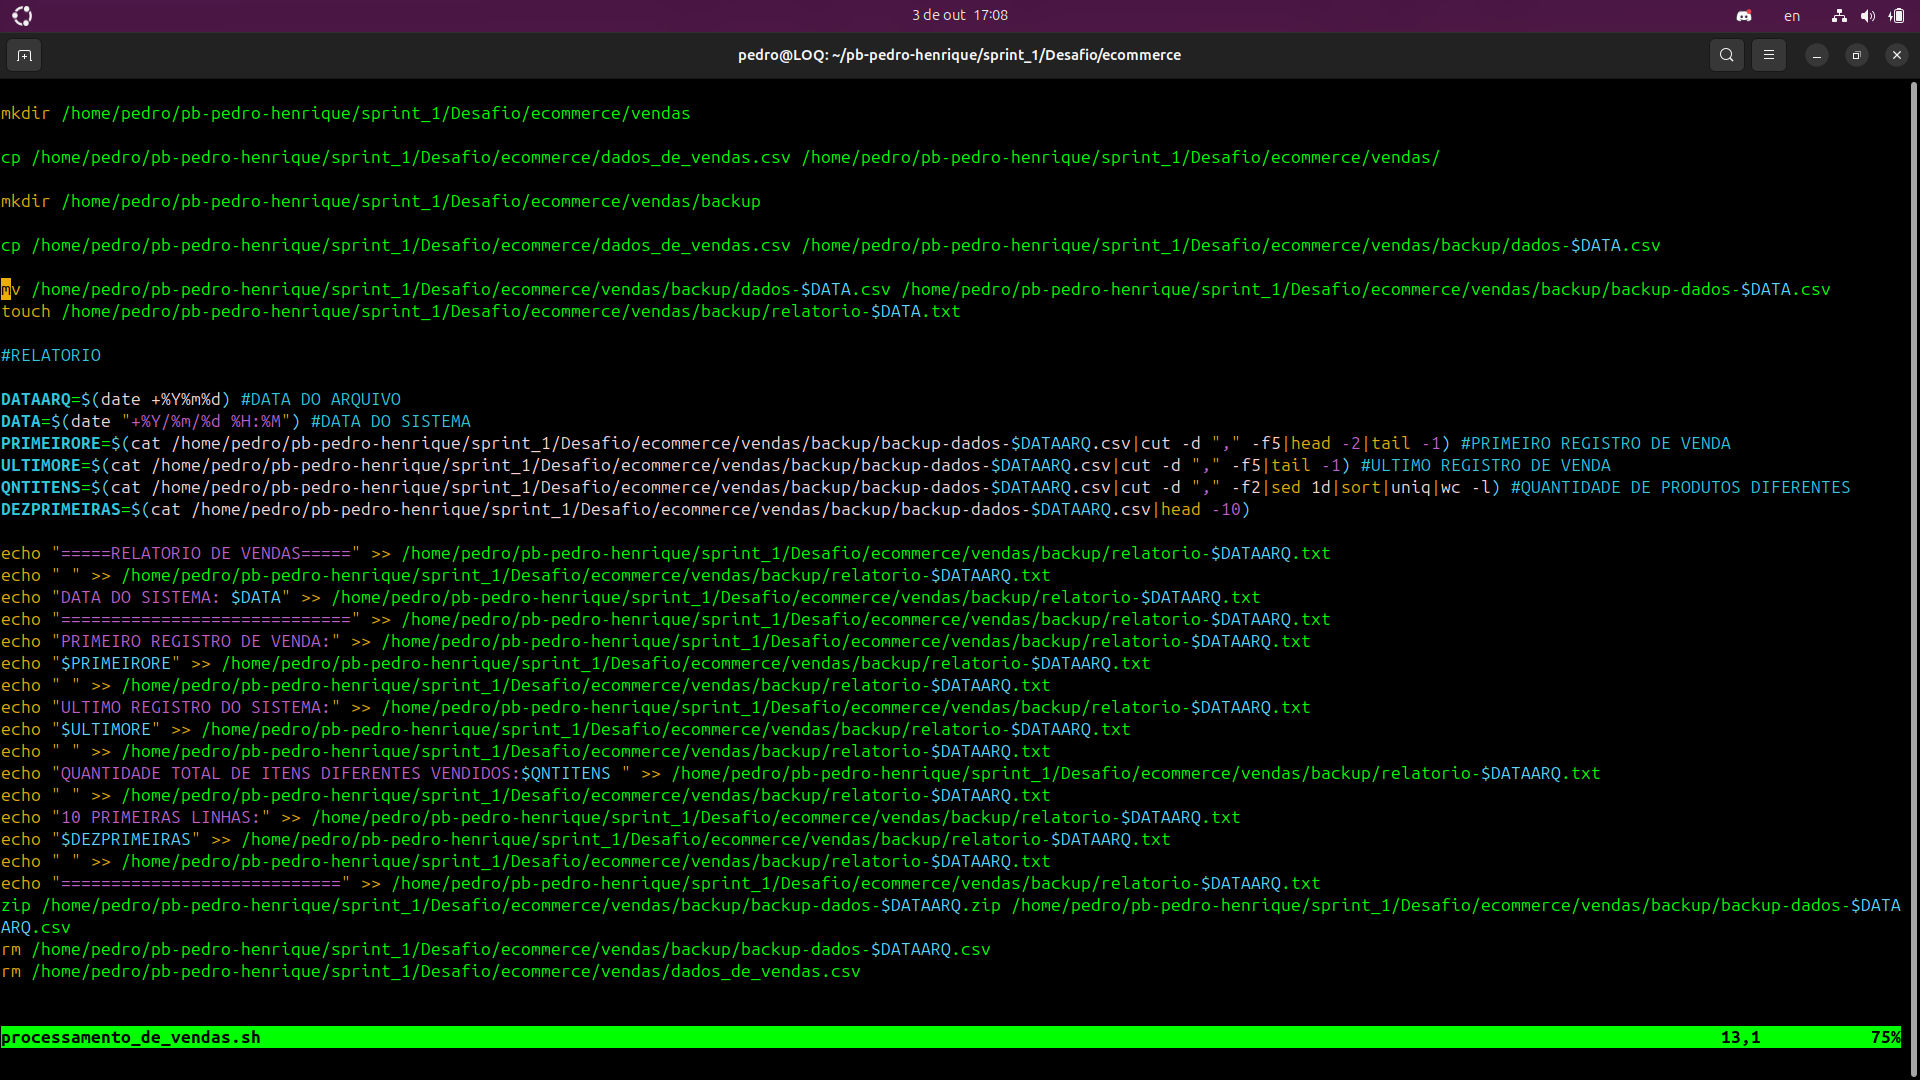 3 de out 17:08
en
pedro@LOQ: ~/pb-pedro-henrique/sprint_1/Desafio/ecommerce
mkdir /home/pedro/pb-pedro-henrique/sprint_1/Desafio/ecommerce/vendas
cp /home/pedro/pb-pedro-henrique/sprint_1/Desafio/ecommerce/dados_de_vendas.csv /home/pedro/pb-pedro-henrique/sprint_1/Desafio/ecommerce/vendas/
mkdir /home/pedro/pb-pedro-henrique/sprint_1/Desafio/ecommerce/vendas/backup
cp /home/pedro/pb-pedro-henrique/sprint_1/Desafio/ecommerce/dados_de_vendas.csv /home/pedro/pb-pedro-henrique/sprint_1/Desafio/ecommerce/vendas/backup/dados-$DATA.csv
mv /home/pedro/pb-pedro-henrique/sprint_1/Desafio/ecommerce/vendas/backup/dados-$DATA.csv /home/pedro/pb-pedro-henrique/sprint_1/Desafio/ecommerce/vendas/backup/backup-dados-$DATA.csv
touch /home/pedro/pb-pedro-henrique/sprint_1/Desafio/ecommerce/vendas/backup/relatorio-$DATA.txt
#RELATORIO
DATAARQ=$(date +%Y%m%d) #DATA DO ARQUIVO
DATA=$(date "+%Y/%m/%d %H:%M") #DATA DO SISTEMA
PRIMEIRORE=$(cat /home/pedro/pb-pedro-henrique/sprint_1/Desafio/ecommerce/vendas/backup/backup-dados-$DATAARQ.csv|cut -d "," -f5|head -2|tail -1) #PRIMEIRO REGISTRO DE VENDA
ULTIMORE=$(cat /home/pedro/pb-pedro-henrique/sprint_1/Desafio/ecommerce/vendas/backup/backup-dados-$DATAARQ.csv|cut -d "," -f5|tail -1) #ULTIMO REGISTRO DE VENDA
QNTITENS=$(cat /home/pedro/pb-pedro-henrique/sprint_1/Desafio/ecommerce/vendas/backup/backup-dados-$DATAARQ.csv|cut -d "," -f2|sed 1d|sort|uniq|wc -l) #QUANTIDADE DE PRODUTOS DIFERENTES
DEZPRIMEIRAS=$(cat /home/pedro/pb-pedro-henrique/sprint_1/Desafio/ecommerce/vendas/backup/backup-dados-$DATAARQ.csv|head -10)
echo "=====RELATORIO DE VENDAS=====" >> /home/pedro/pb-pedro-henrique/sprint_1/Desafio/ecommerce/vendas/backup/relatorio-$DATAARQ.txt
echo " " >> /home/pedro/pb-pedro-henrique/sprint_1/Desafio/ecommerce/vendas/backup/relatorio-$DATAARQ.txt
echo "DATA DO SISTEMA: $DATA" >> /home/pedro/pb-pedro-henrique/sprint_1/Desafio/ecommerce/vendas/backup/relatorio-$DATAARQ.txt
echo "=============================" >> /home/pedro/pb-pedro-henrique/sprint_1/Desafio/ecommerce/vendas/backup/relatorio-$DATAARQ.txt
echo "PRIMEIRO REGISTRO DE VENDA:" >> /home/pedro/pb-pedro-henrique/sprint_1/Desafio/ecommerce/vendas/backup/relatorio-$DATAARQ.txt
echo "$PRIMEIRORE" >> /home/pedro/pb-pedro-henrique/sprint_1/Desafio/ecommerce/vendas/backup/relatorio-$DATAARQ.txt
echo " " >> /home/pedro/pb-pedro-henrique/sprint_1/Desafio/ecommerce/vendas/backup/relatorio-$DATAARQ.txt
echo "ULTIMO REGISTRO DO SISTEMA:" >> /home/pedro/pb-pedro-henrique/sprint_1/Desafio/ecommerce/vendas/backup/relatorio-$DATAARQ.txt
echo "$ULTIMORE" >> /home/pedro/pb-pedro-henrique/sprint_1/Desafio/ecommerce/vendas/backup/relatorio-$DATAARQ.txt
echo " " >> /home/pedro/pb-pedro-henrique/sprint_1/Desafio/ecommerce/vendas/backup/relatorio-$DATAARQ.txt
echo "QUANTIDADE TOTAL DE ITENS DIFERENTES VENDIDOS:$QNTITENS " >> /home/pedro/pb-pedro-henrique/sprint_1/Desafio/ecommerce/vendas/backup/relatorio-$DATAARQ.txt
echo " " >> /home/pedro/pb-pedro-henrique/sprint_1/Desafio/ecommerce/vendas/backup/relatorio-$DATAARQ.txt
echo "10 PRIMEIRAS LINHAS:" >> /home/pedro/pb-pedro-henrique/sprint_1/Desafio/ecommerce/vendas/backup/relatorio-$DATAARQ.txt
echo "$DEZPRIMEIRAS" >> /home/pedro/pb-pedro-henrique/sprint_1/Desafio/ecommerce/vendas/backup/relatorio-$DATAARQ.txt
echo " " >> /home/pedro/pb-pedro-henrique/sprint_1/Desafio/ecommerce/vendas/backup/relatorio-$DATAARQ.txt
echo "============================" >> /home/pedro/pb-pedro-henrique/sprint_1/Desafio/ecommerce/vendas/backup/relatorio-$DATAARQ.txt
zip /home/pedro/pb-pedro-henrique/sprint_1/Desafio/ecommerce/vendas/backup/backup-dados-$DATAARQ.zip /home/pedro/pb-pedro-henrique/sprint_1/Desafio/ecommerce/vendas/backup/backup-dados-$DATA
ARQ.csv
rm /home/pedro/pb-pedro-henrique/sprint_1/Desafio/ecommerce/vendas/backup/backup-dados-$DATAARQ.csv
rm /home/pedro/pb-pedro-henrique/sprint_1/Desafio/ecommerce/vendas/dados_de_vendas.csv
processamento_de_vendas.sh 13,1 75%